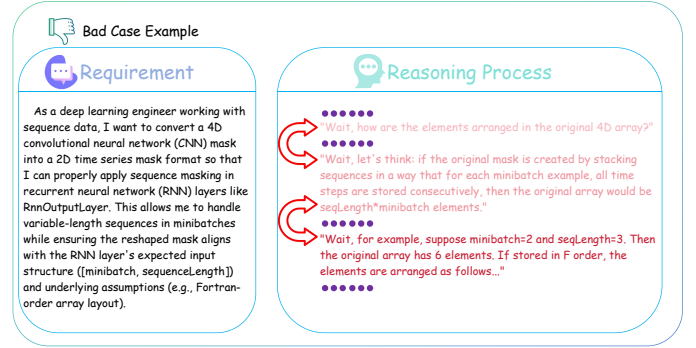 Bad Case Example
Requirement
As a deep learning engineer working with
sequence data, I want to convert a 4D
convolutional neural network (CNN) mask
into a 2D time series mask format so that
I can properly apply sequence masking in
recurrent neural network (RNN) layers like
RnnOutputLayer. This allows me to handle
variable-length sequences in minibatches
while ensuring the reshaped mask aligns
with the RNN layer's expected input
structure ([minibatch, sequenceLength])
and underlying assumptions (e.g., Fortran-
order array layout).
Reasoning Process
"Wait, how are the elements arranged in the original 4D array?"
"Wait, let's think: if the original mask is created by stacking
sequences in a way that for each minibatch example, all time
steps are stored consecutively, then the original array would be
seqLength*minibatch elements."
"Wait, for example, suppose minibatch=2 and seqLength=3. Then
the original array has 6 elements. If stored in F order, the
elements are arranged as follows..."